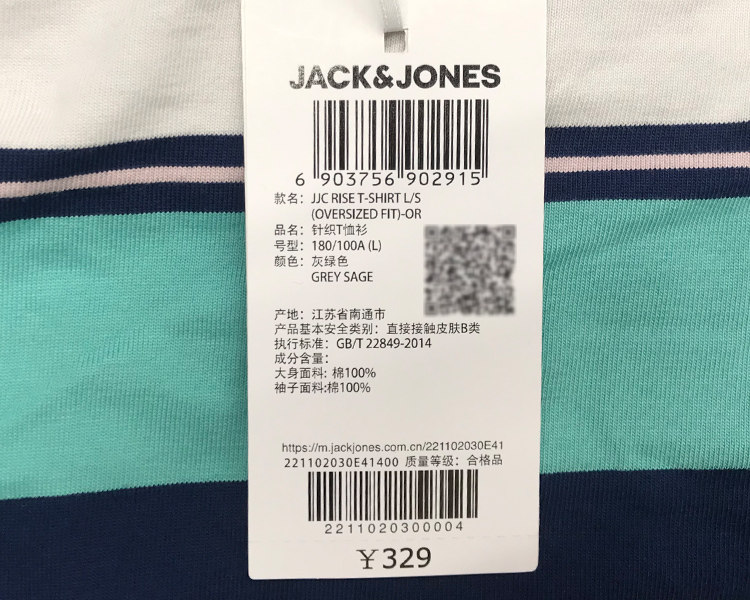 JACK&JONES
6 903756 902915
款名: JJC RISE T-SHIRT L/S
(OVERSIZED FIT)-OR
品名: 针织T恤衫
号型: 180/100A (L)
颜色: 灰绿色
GREY SAGE
产地: 江苏省南通市
产品基本安全类别: 直接接触皮肤B类
执行标准: GB/T 22849-2014
成分含量:
大身面料: 棉100%
袖子面料:棉100%
https://m.jackjones.com.cn/221102030E41
221102030E41400 质量等级: 合格品
2211020300004
￥329